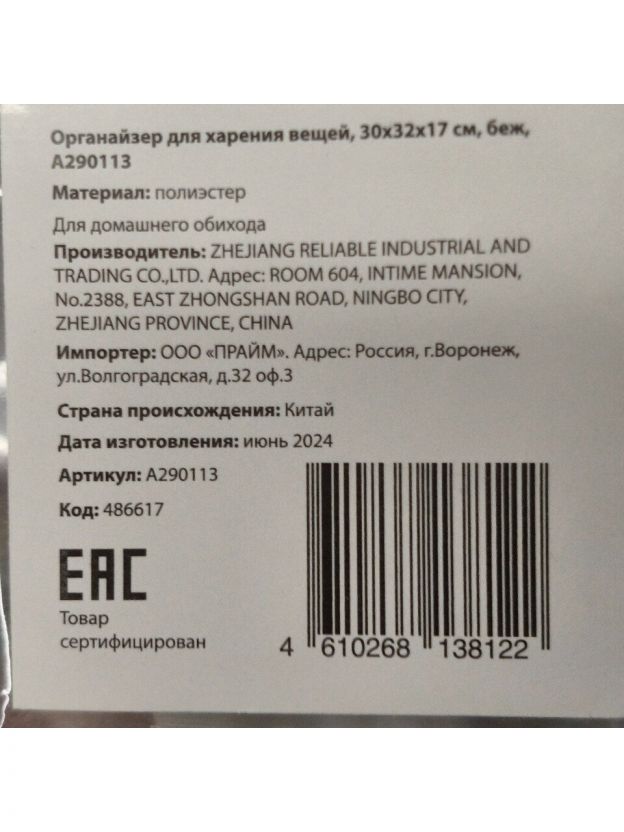 Органайзер для харения вещей, 30х32х17 см, беж,
А290113
Материал: полиэстер
Для домашнего обихода
Производитель: ZHEJIANG RELIABLE INDUSTRIAL AND
TRADING CO.,LTD. Адрес: ROOM 604, INTIME MANSION,
No.2388, EAST ZHONGSHAN ROAD, NINGBO CITY,
ZHEJIANG PROVINCE, CHINA
Импортер: ООО «ПРАЙМ». Адрес: Россия, г.Воронеж,
ул.Волгоградская, д.32 оф.3
Страна происхождения: Китай
Дата изготовления: июнь 2024
Артикул: А290113
Код: 486617
EAC
Товар
сертифицирован
4 610268 138122